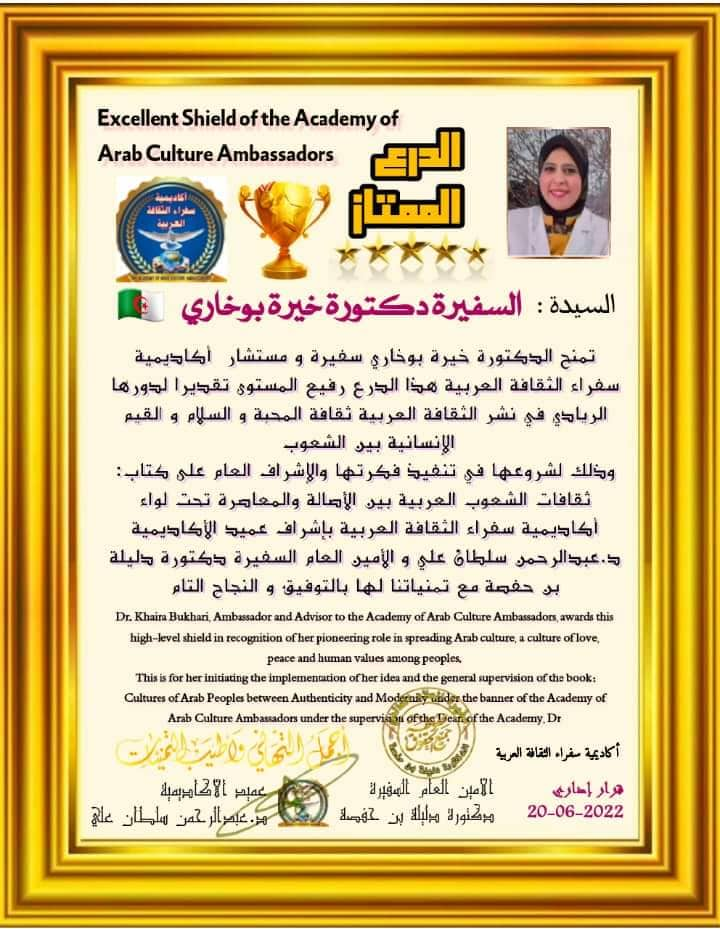 Excellent Shield of the Academy of
Arab Culture Ambassadors
الدرع
الممتاز
أكاديمية
سفراء الثقافة
العربية
السيدة : السفيرة دكتورة خيرة بوخاري
تمنح الدكتورة خيرة بوخاري سفيرة و مستشار أكاديمية
سفراء الثقافة العربية هذا الدرع رفيع المستوى تقديرا لدورها
الريادي في نشر الثقافة العربية ثقافة المحبة و السلام و القيم
الإنسانية بين الشعوب
وذلك لشروعها في تنفيذ فكرتها والإشراف العام على كتاب:
ثقافات الشعوب العربية بين الأصالة والمعاصرة تحت لواء
أكاديمية سفراء الثقافة العربية بإشراف عميد الأكاديمية
د.عبدالرحمن سلطان علي و الأمين العام السفيرة دكتورة دليلة
بن حفصة مع تمنياتنا لها بالتوفيق و النجاح التام
Dr. Khaira Bukhari, Ambassador and Advisor to the Academy of Arab Culture Ambassadors, awards this
high-level shield in recognition of her pioneering role in spreading Arab culture, a culture of love,
peace and human values among peoples.
This is for her initiating the implementation of her idea and the general supervision of the book:
Cultures of Arab Peoples between Authenticity and Modernity under the banner of the Academy of
Arab Culture Ambassadors under the supervision of the Dean of the Academy, Dr
أجمل التهاني وأطيب التمنيات
أكاديمية سفراء الثقافة العربية
قرار إداري
20-06-2022
الامين العام السفيرة
دكتورة دليلة بن حفصة
عميد الاكاديمية
د.عبدالرحمن سلطان علي